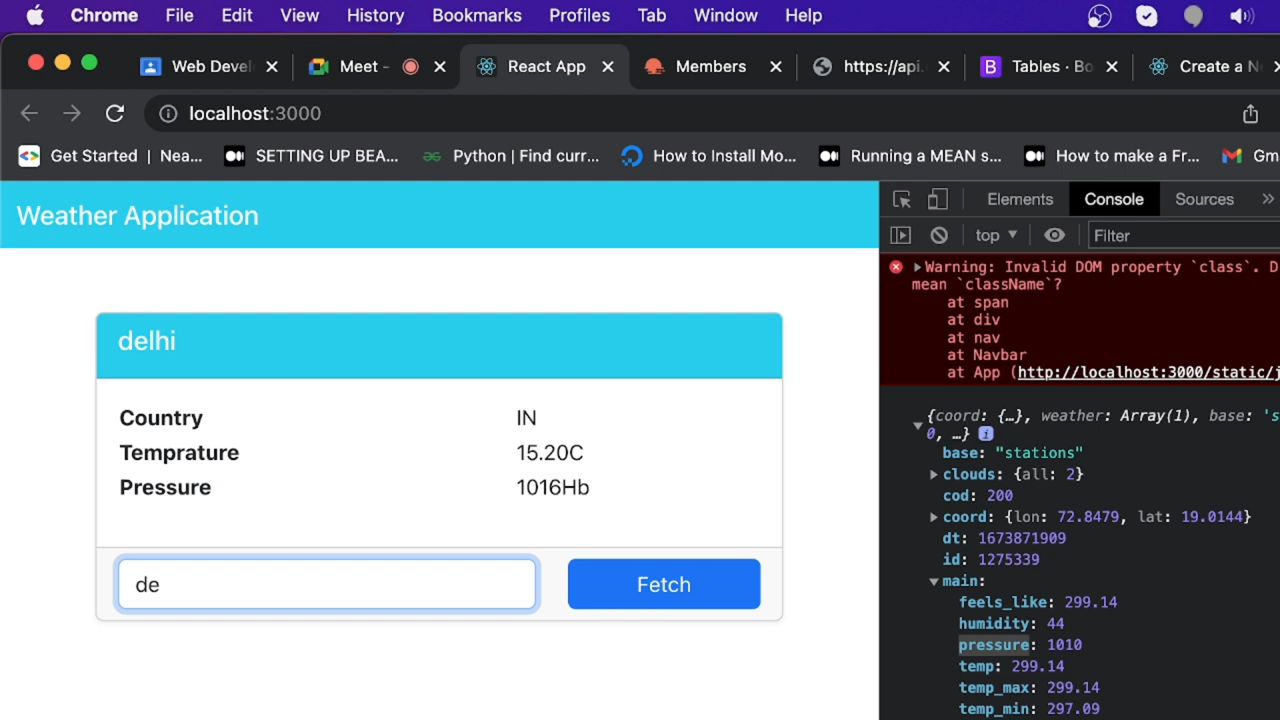 Chrome File Edit View History Bookmarks Profiles Tab Window Help
Web Devel Meet - React App Members https://api. Tables · Bo Create a N
localhost:3000
Get Started | Nea... SETTING UP BEA... Python | Find curr... How to Install Mo... Running a MEAN s... How to make a Fr... Gm
Weather Application
delhi
Country IN
Temprature 15.20C
Pressure 1016Hb
de Fetch
Elements Console Sources »
top ▼ Filter
Warning: Invalid DOM property `class`. D
mean `className`?
at span
at div
at nav
at Navbar
at App (http://localhost:3000/static/j
{coord: {…}, weather: Array(1), base: 's
0, …} i
base: "stations"
clouds: {all: 2}
cod: 200
coord: {lon: 72.8479, lat: 19.0144}
dt: 1673871909
id: 1275339
main:
feels_like: 299.14
humidity: 44
pressure: 1010
temp: 299.14
temp_max: 299.14
temp_min: 297.09